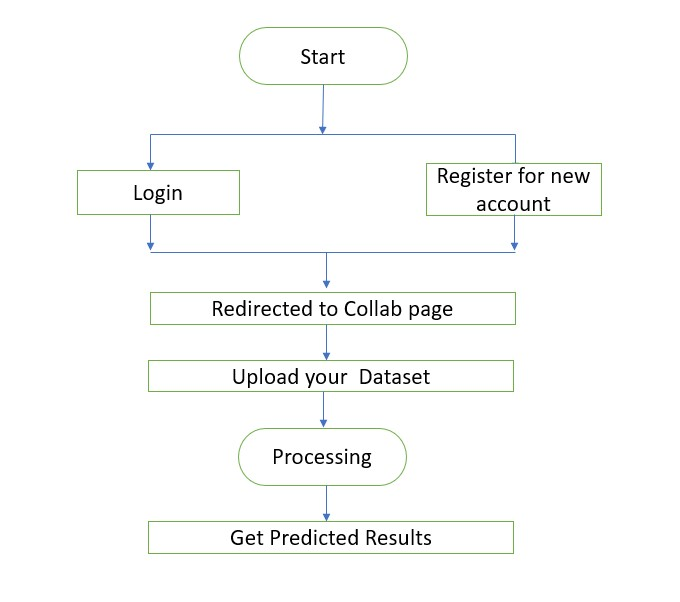 Start
Login
Register for new
account
Redirected to Collab page
Upload your  Dataset
Processing
Get Predicted Results